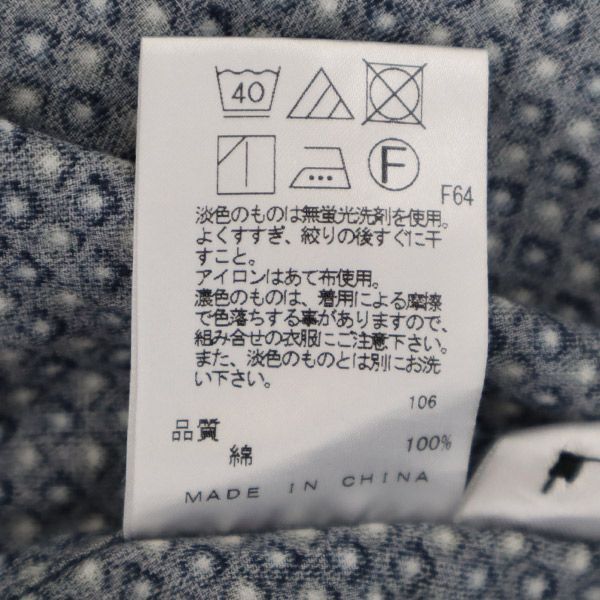 40
F
F64
淡色のものは無蛍光洗剤を使用。
よくすすぎ、絞りの後すぐに干
すこと。
アイロンはあて布使用。
濃色のものは、着用による摩擦
で色落ちする事がありますので、
組み合せの衣服にご注意下さい。
また、淡色のものとは別にお洗
い下さい。
106
品質
綿 100%
MADE IN CHINA